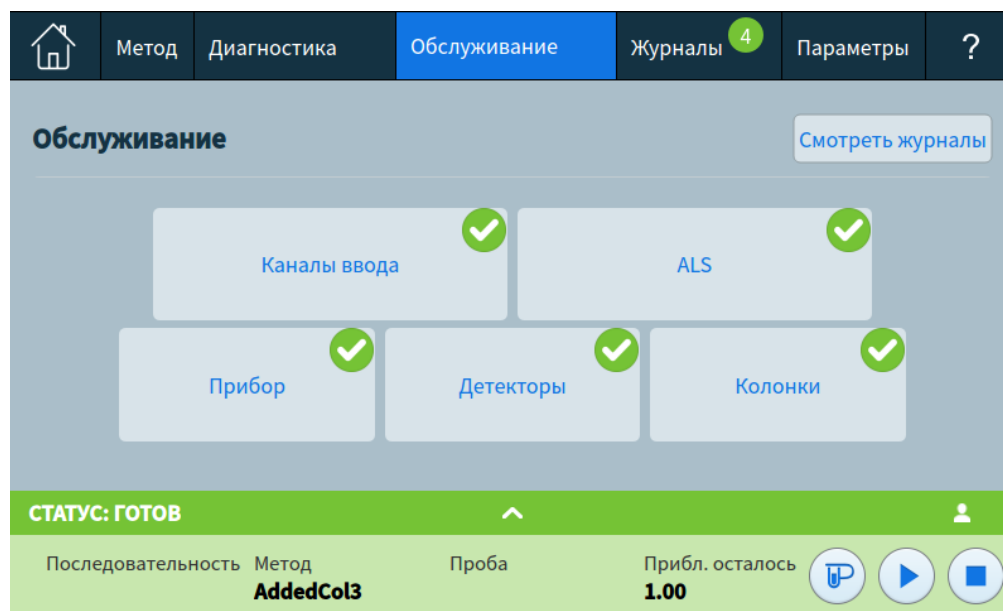 Метод Диагностика Обслуживание Журналы 4 Параметры ?
Обслуживание Смотреть журналы
Каналы ввода ALS
Прибор Детекторы Колонки
СТАТУС: ГОТОВ
Последовательность Метод Проба Прибл. осталось
AddedCol3 1.00